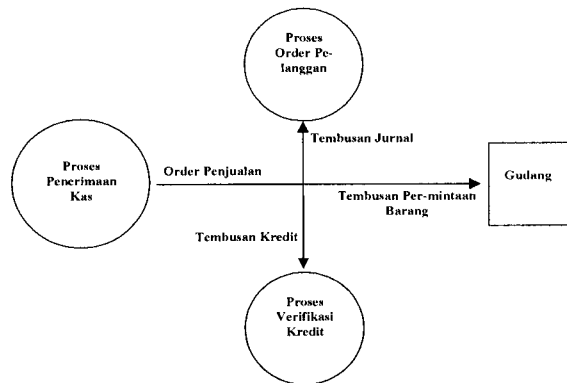 Proses
Order Pe-
langgan
Tembusan Jurnal
Proses
Penerimaan
Kas
Order Penjualan
Gudang
Tembusan Per-mintaan
Barang
Tembusan Kredit
Proses
Verifikasi
Kredit